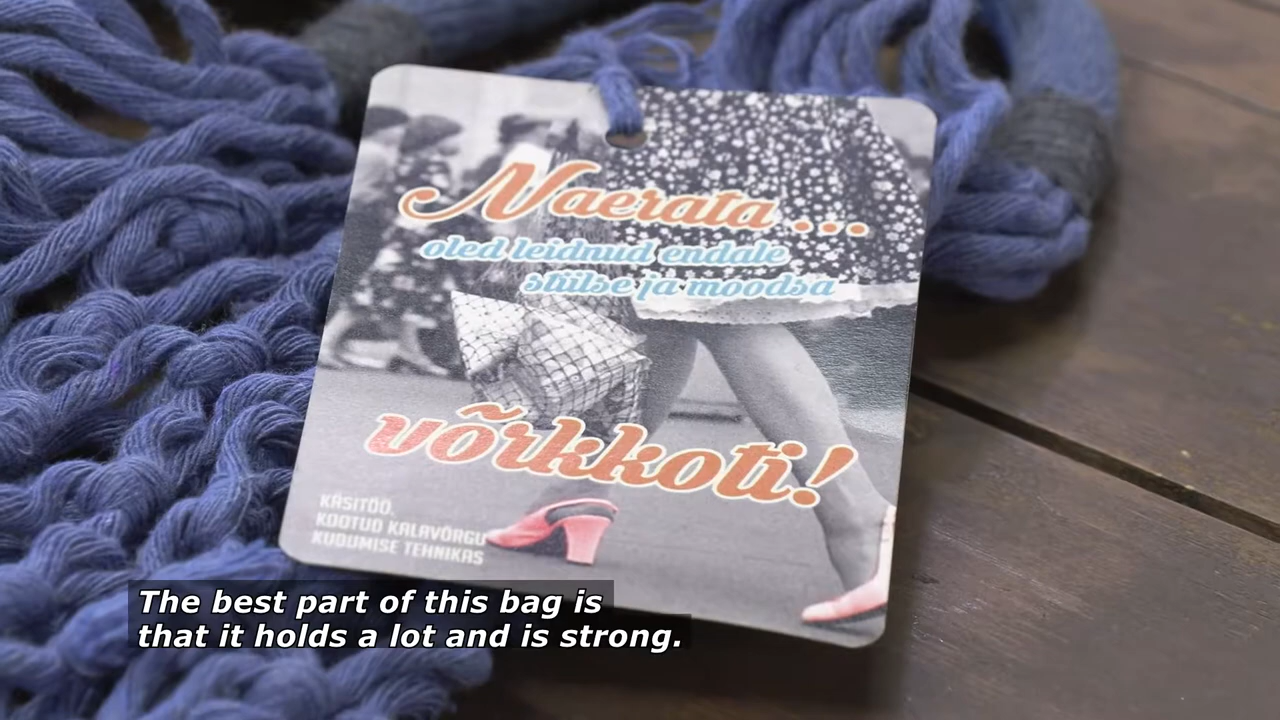 Naerata ...
oled leidnud endale
stiilse ja moodsa
võrkkoti!
KÄSITÖÖ,
KOOTUD KALAVÕRGU
KUDUMISE TEHNIKAS
The best part of this bag is
that it holds a lot and is strong.